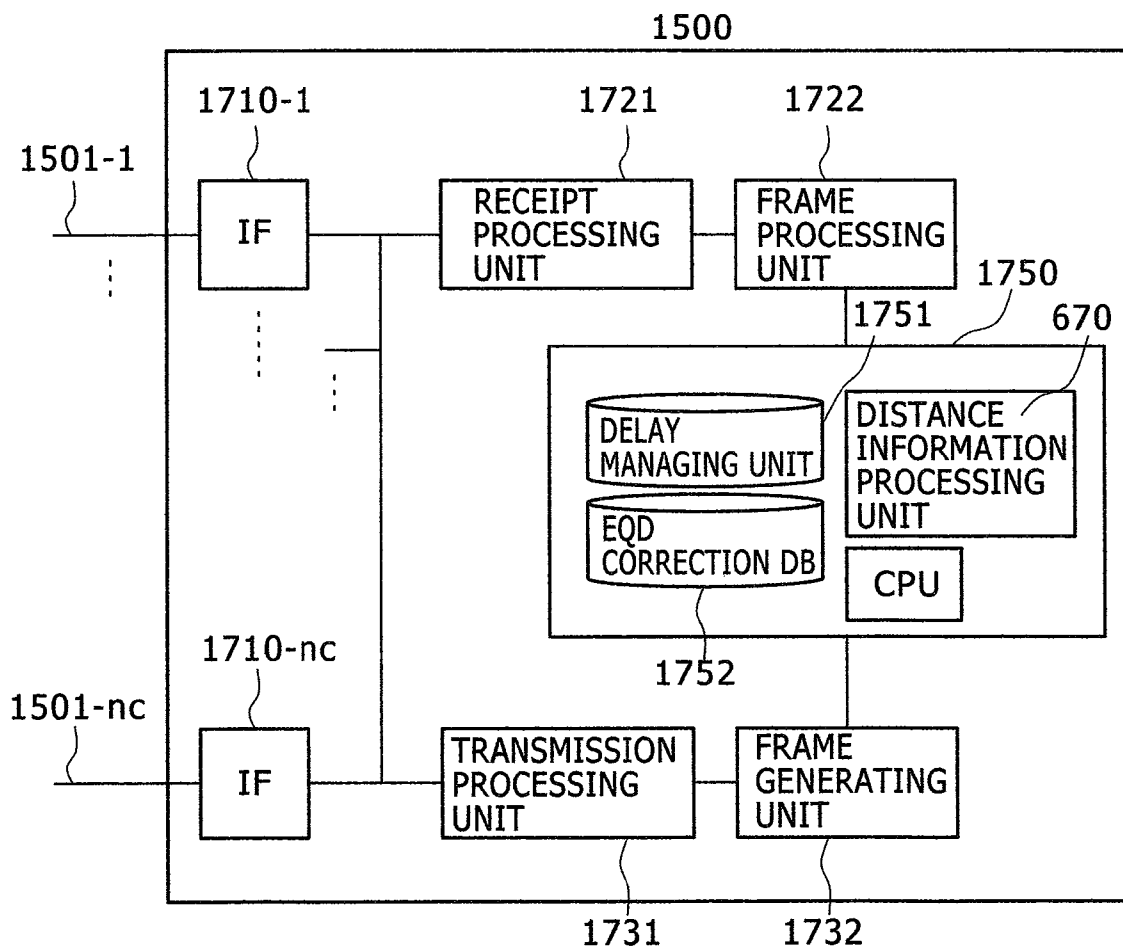 1500
1710-1
1721
1722
1501-1
IF
RECEIPT
PROCESSING
UNIT
FRAME
PROCESSING
UNIT
1750
1751
670
DELAY
MANAGING UNIT
DISTANCE
INFORMATION
PROCESSING
UNIT
EQD
CORRECTION DB
CPU
1710-nc
1752
1501-nc
IF
TRANSMISSION
PROCESSING
UNIT
FRAME
GENERATING
UNIT
1731
1732